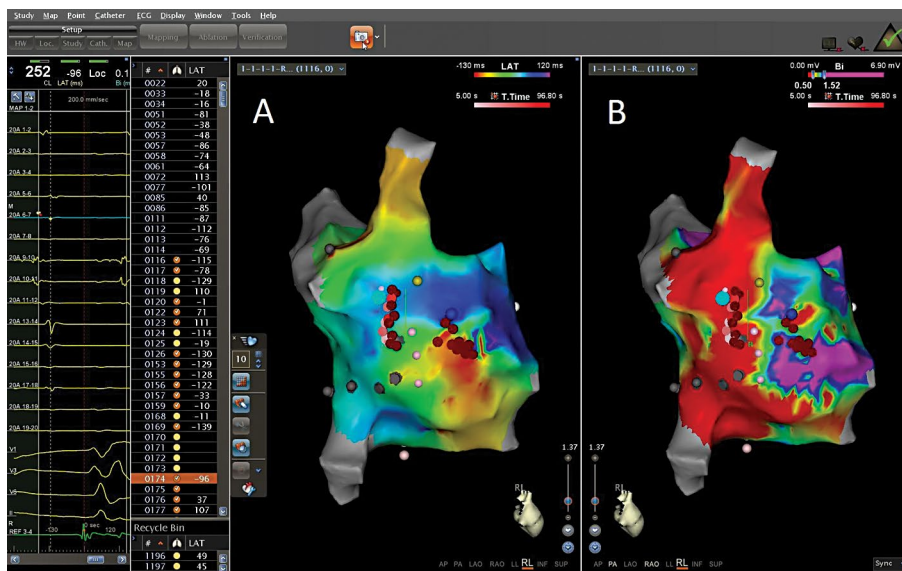 Study Map Point Catheter ECG Display Window Tools Help
Setup
HW Loc. Study Cath. Map
Mapping Ablation Verification
252 -96 Loc 0.1
CL LAT (ms) Bi (m
200.0 mm/sec
MAP 1-2
20A 1-2
20A 2-3
20A 3-4
20A 5-6
M
20A 6-7
20A 7-8
20A 9-10
20A 10-11
20A 11-12
20A 13-14
20A 14-15
20A 15-16
20A 17-18
20A 18-19
20A 19-20
V1
II
R
REF 3-4
-130 0 sec 120
# LAT
0022 20
0033 -18
0034 -16
0051 -81
0052 -38
0053 -48
0057 -86
0058 -74
0061 -64
0072 113
0077 -101
0085 40
0086 -85
0111 -87
0112 -112
0113 -76
0114 -69
0116 -115
0117 -78
0118 -129
0119 110
0120 -1
0122 71
0123 111
0124 -114
0125 -19
0126 -130
0153 -129
0155 -128
0156 -122
0157 -33
0159 -10
0168 -11
0169 -139
0170
0171
0172
0173
0174 -96
0175
0176 37
0177 107
Recycle Bin
# LAT
1196 49
1197 45
10
1-1-1-1-R... (1116, 0)
-130 ms LAT 120 ms
5.00 s T.Time 96.80 s
A
1.37
RL
AP PA LAO RAO LL RL INF SUP
1-1-1-1-R... (1116, 0)
0.00 mV Bi 6.90 mV
0.50 1.52
5.00 s T.Time 96.80 s
B
1.37
RL
AP PA LAO RAO LL RL INF SUP
Sync